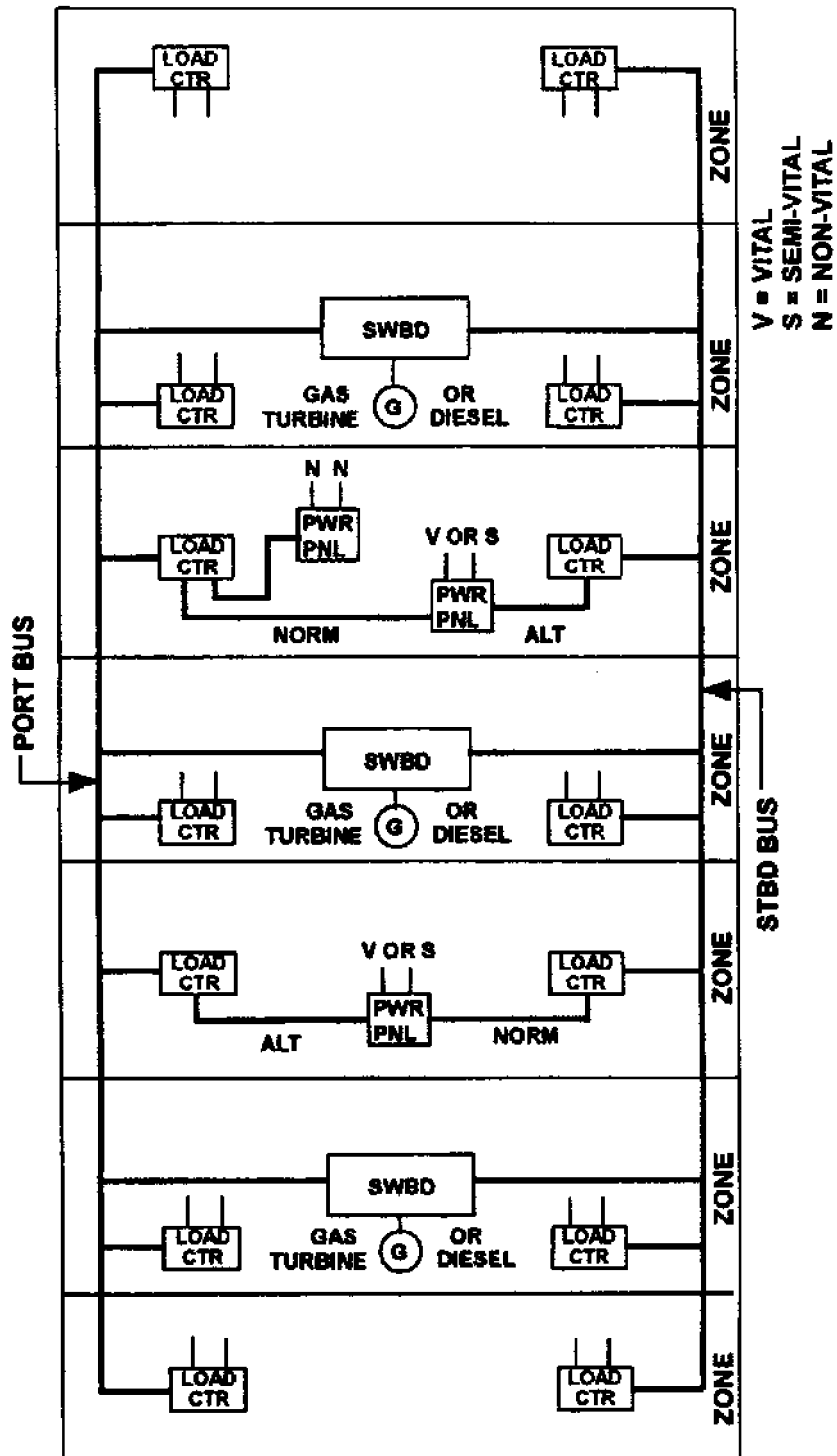 LOAD CTR
LOAD CTR
ZONE
V = VITAL
S = SEMI-VITAL
N = NON-VITAL
SWBD
LOAD CTR
GAS TURBINE
G
OR DIESEL
LOAD CTR
ZONE
N N
PWR PNL
LOAD CTR
V OR S
PWR PNL
LOAD CTR
NORM
ALT
ZONE
PORT BUS
SWBD
LOAD CTR
GAS TURBINE
G
OR DIESEL
LOAD CTR
ZONE
STBD BUS
LOAD CTR
V OR S
PWR PNL
LOAD CTR
ALT
NORM
ZONE
SWBD
LOAD CTR
GAS TURBINE
G
OR DIESEL
LOAD CTR
ZONE
LOAD CTR
LOAD CTR
ZONE